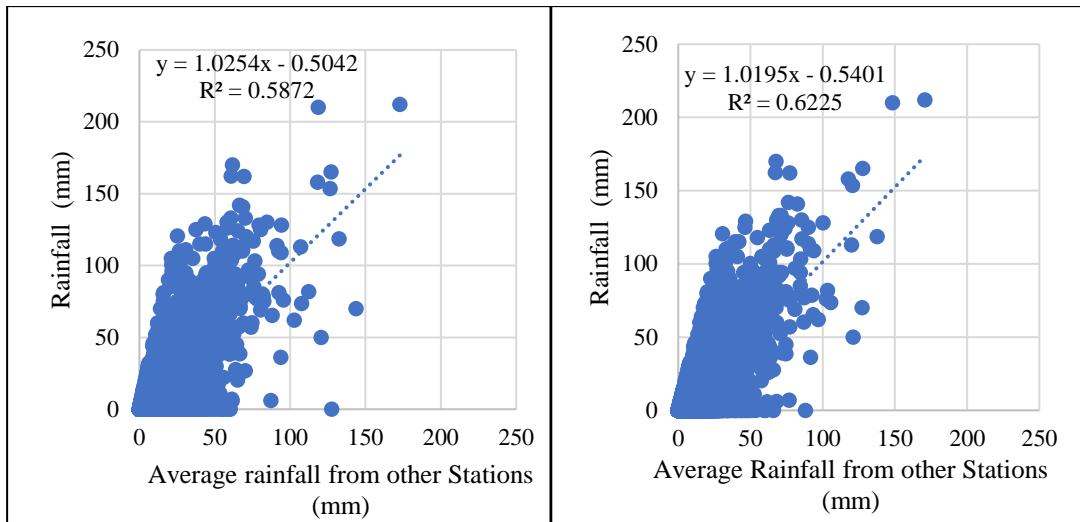 250
200
150
100
50
0
y = 1.0254x - 0.5042
R² = 0.5872
Rainfall (mm)
0 50 100 150 200 250
Average rainfall from other Stations
(mm)
250
200
150
100
50
0
y = 1.0195x - 0.5401
R² = 0.6225
Rainfall (mm)
0 50 100 150 200 250
Average Rainfall from other Stations
(mm)